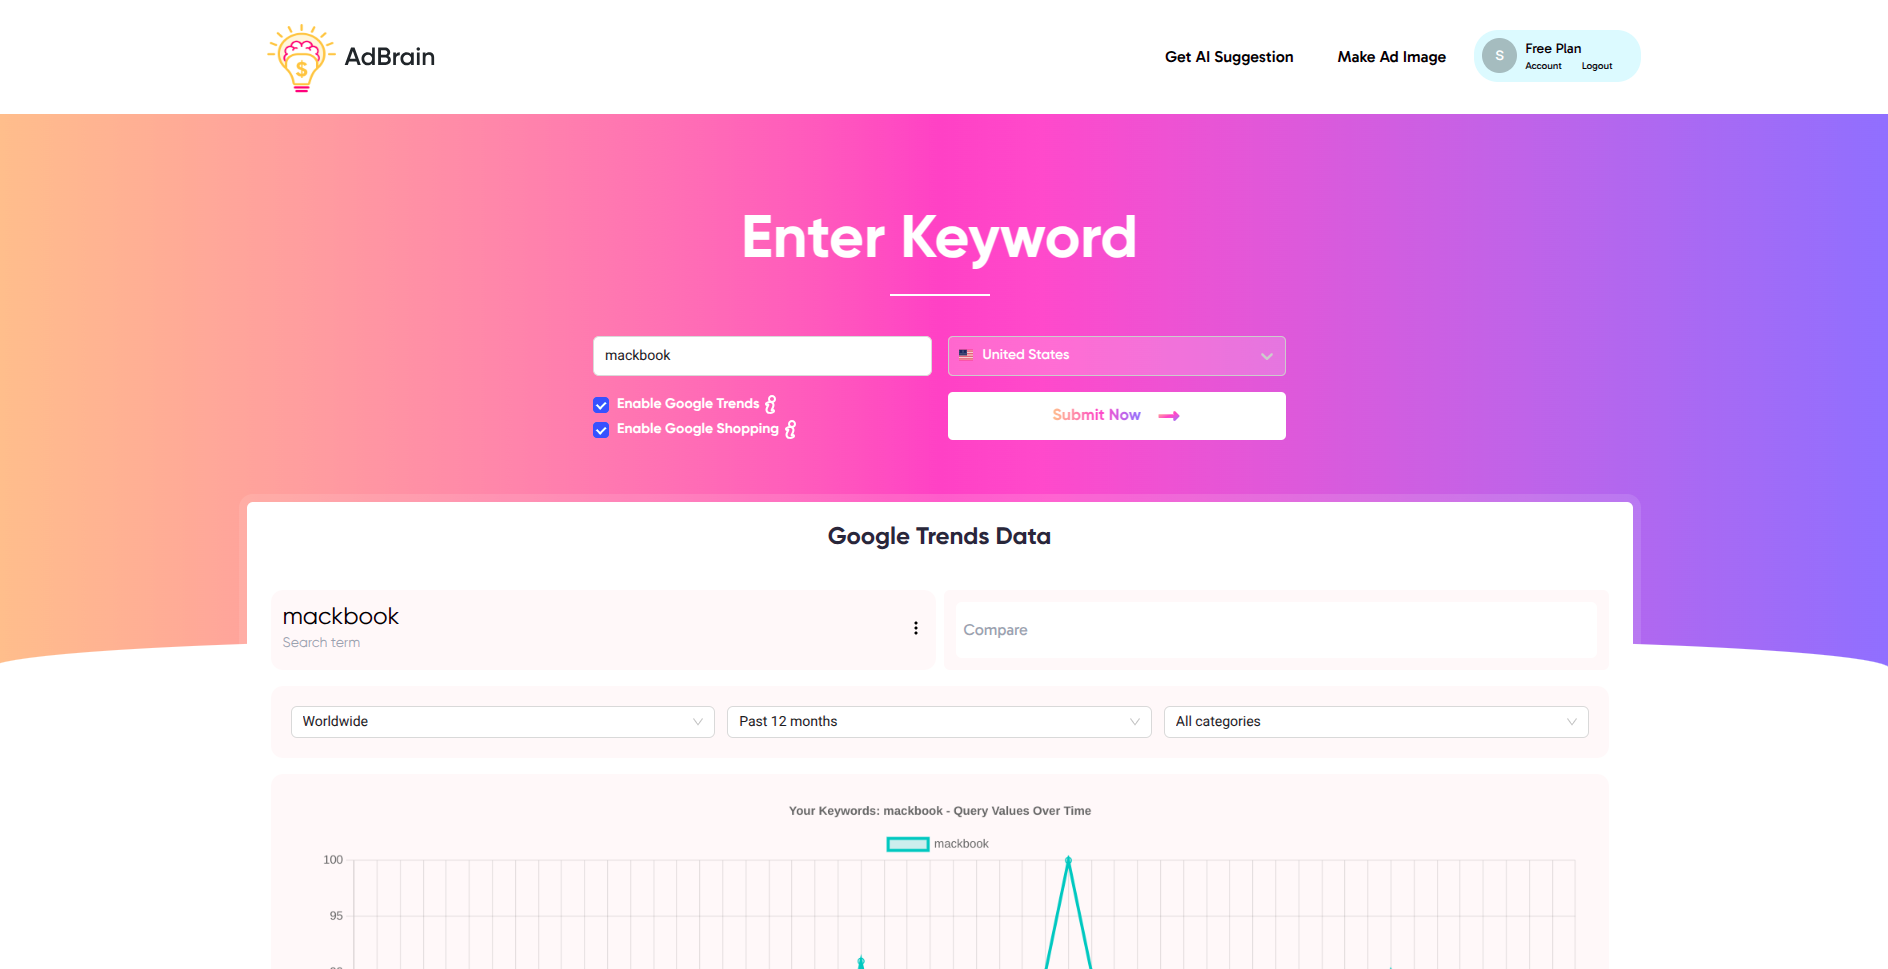 AdBrain
Get AI Suggestion
Make Ad Image
S
Free Plan
Account
Logout
Enter Keyword
mackbook
United States
Enable Google Trends
Enable Google Shopping
Submit Now
Google Trends Data
mackbook
Search term
Compare
Worldwide
Past 12 months
All categories
Your Keywords: mackbook - Query Values Over Time
mackbook
100
95